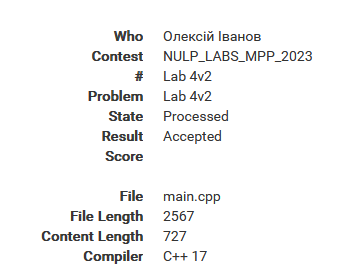 Who Олексій Іванов
Contest NULP_LABS_MPP_2023
# Lab 4v2
Problem Lab 4v2
State Processed
Result Accepted
Score
File main.cpp
File Length 2567
Content Length 727
Compiler C++ 17